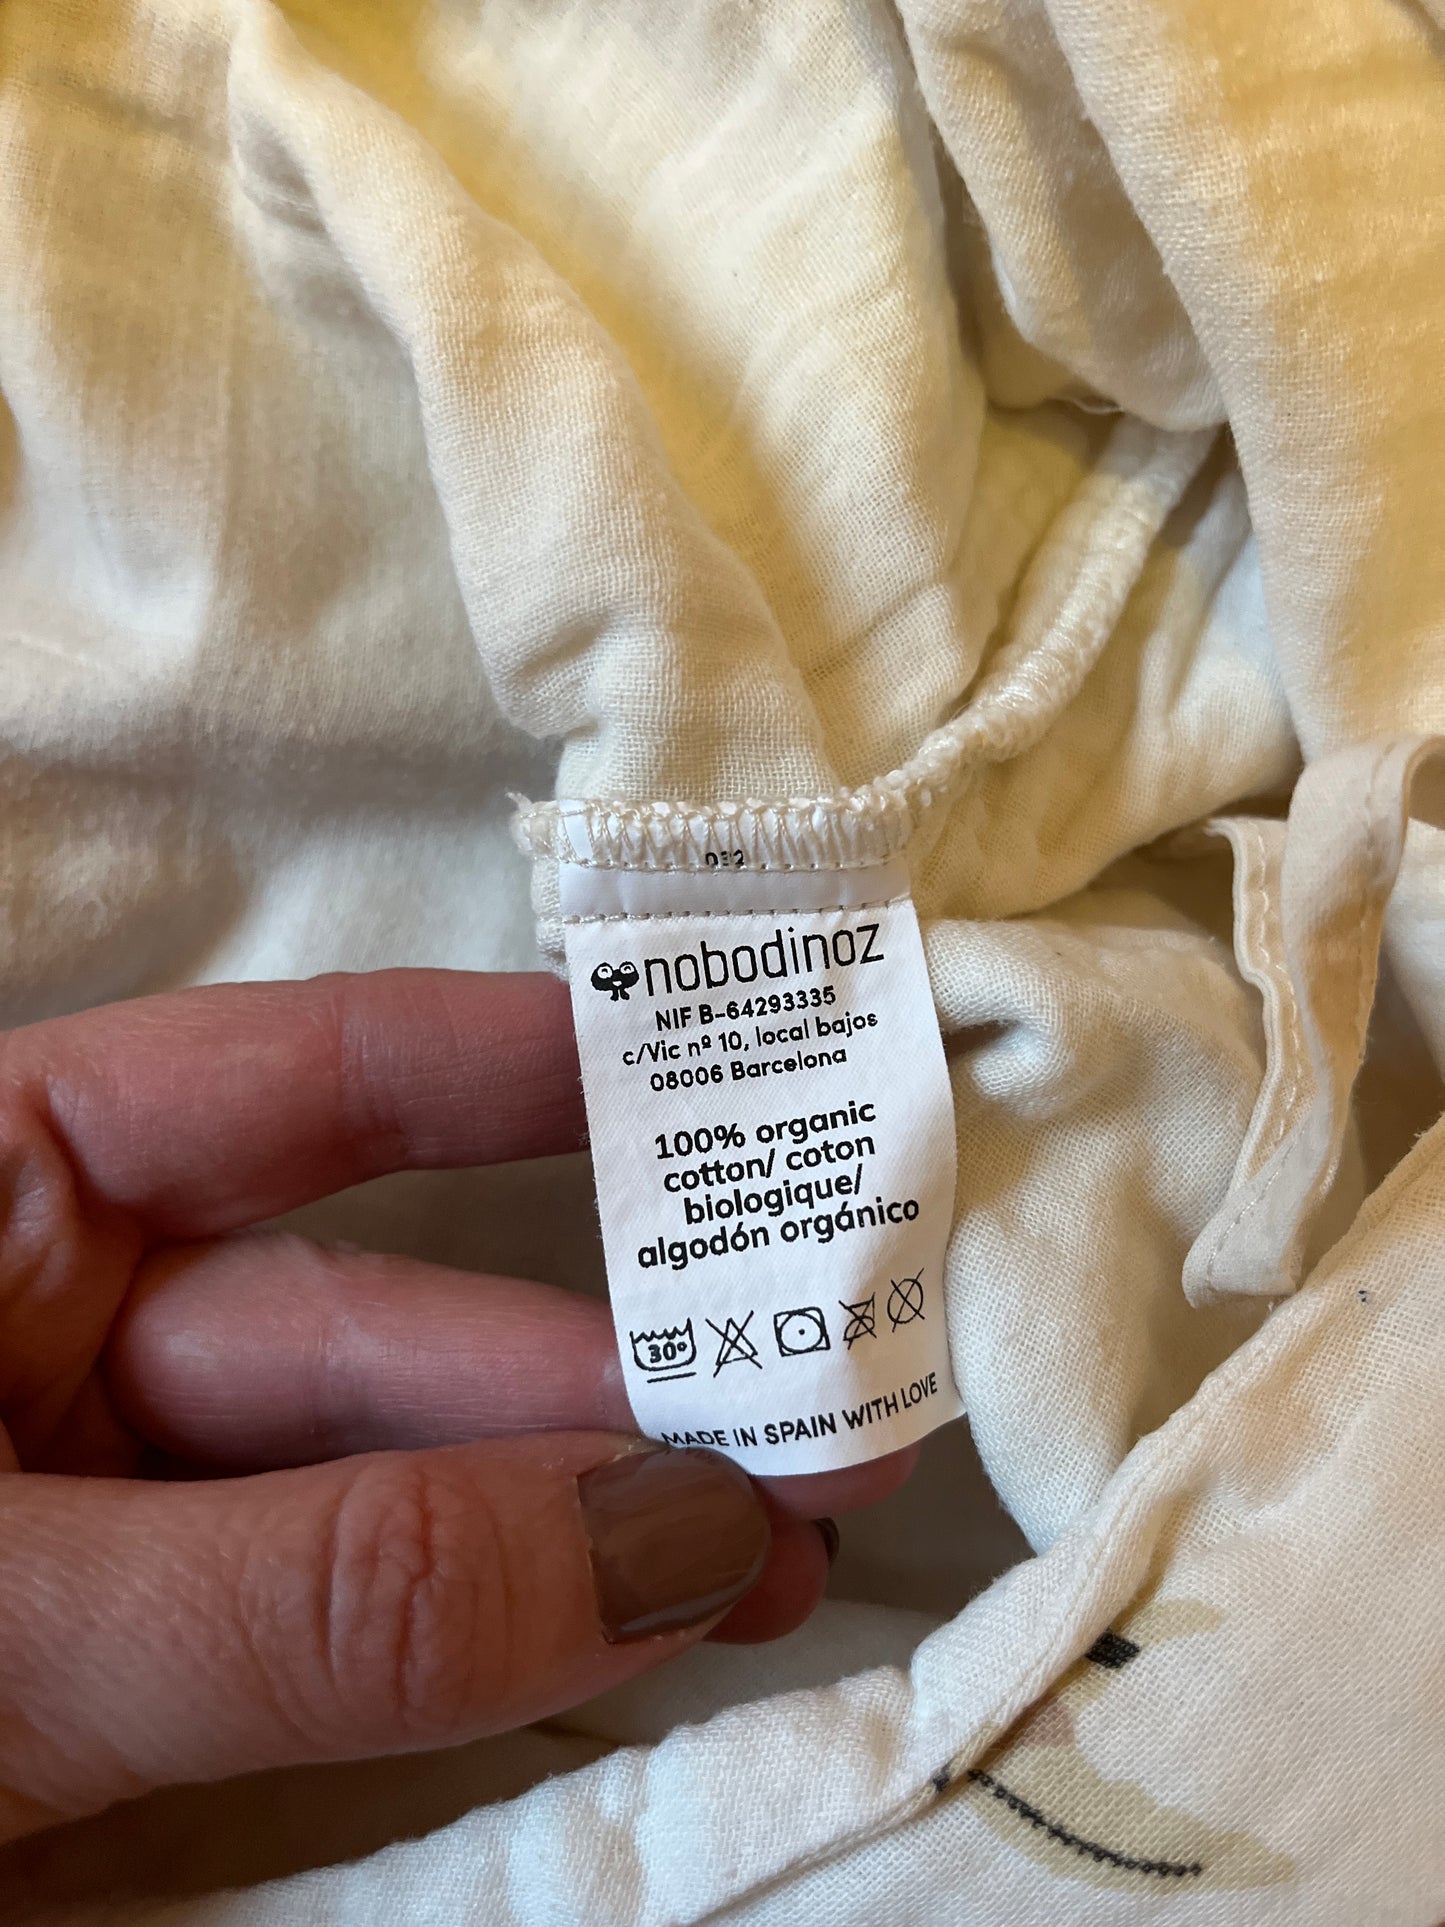 nobodinoz
NIF B-64293335
c/Vic nº 10, local bajos
08006 Barcelona
100% organic
cotton/ coton
biologique/
algodón orgánico
30°
MADE IN SPAIN WITH LOVE